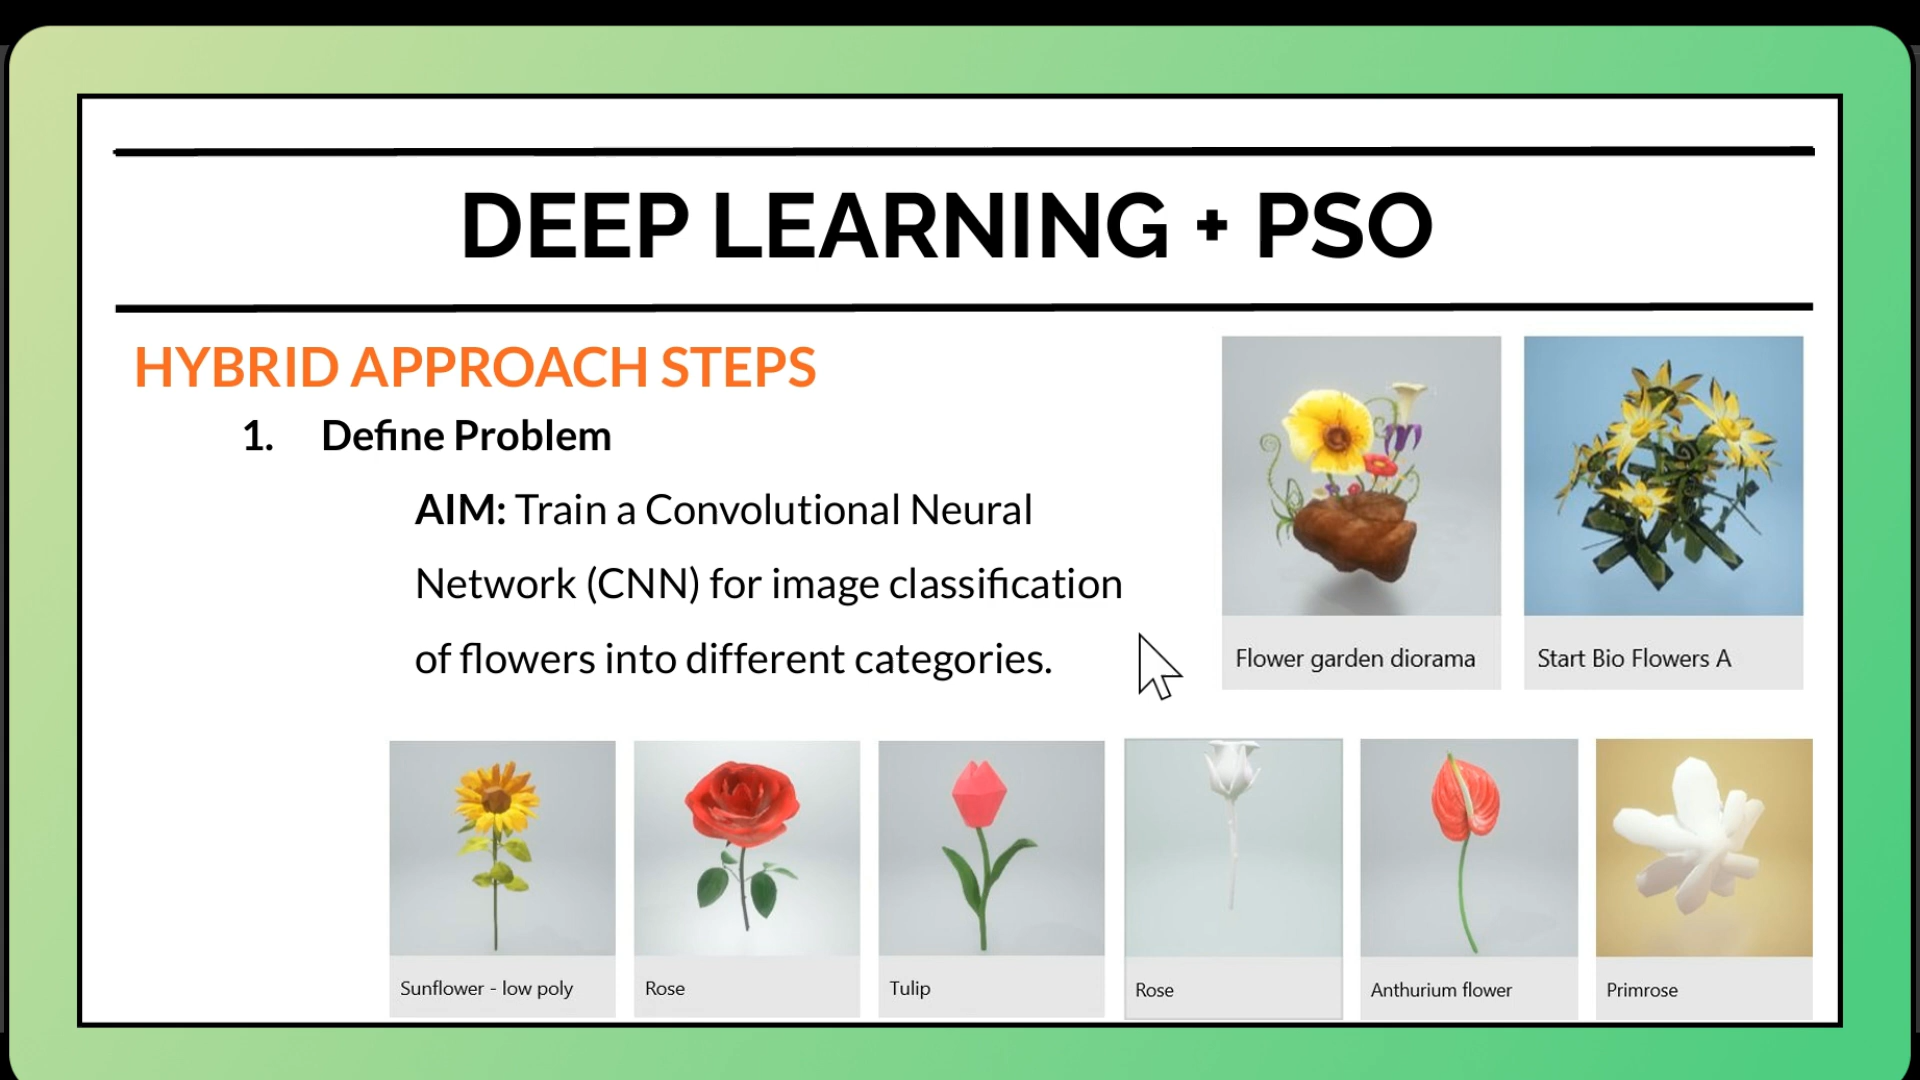 DEEP LEARNING + PSO
HYBRID APPROACH STEPS
1. Define Problem
AIM: Train a Convolutional Neural
Network (CNN) for image classification
of flowers into different categories.
Flower garden diorama
Start Bio Flowers A
Sunflower - low poly
Rose
Tulip
Rose
Anthurium flower
Primrose